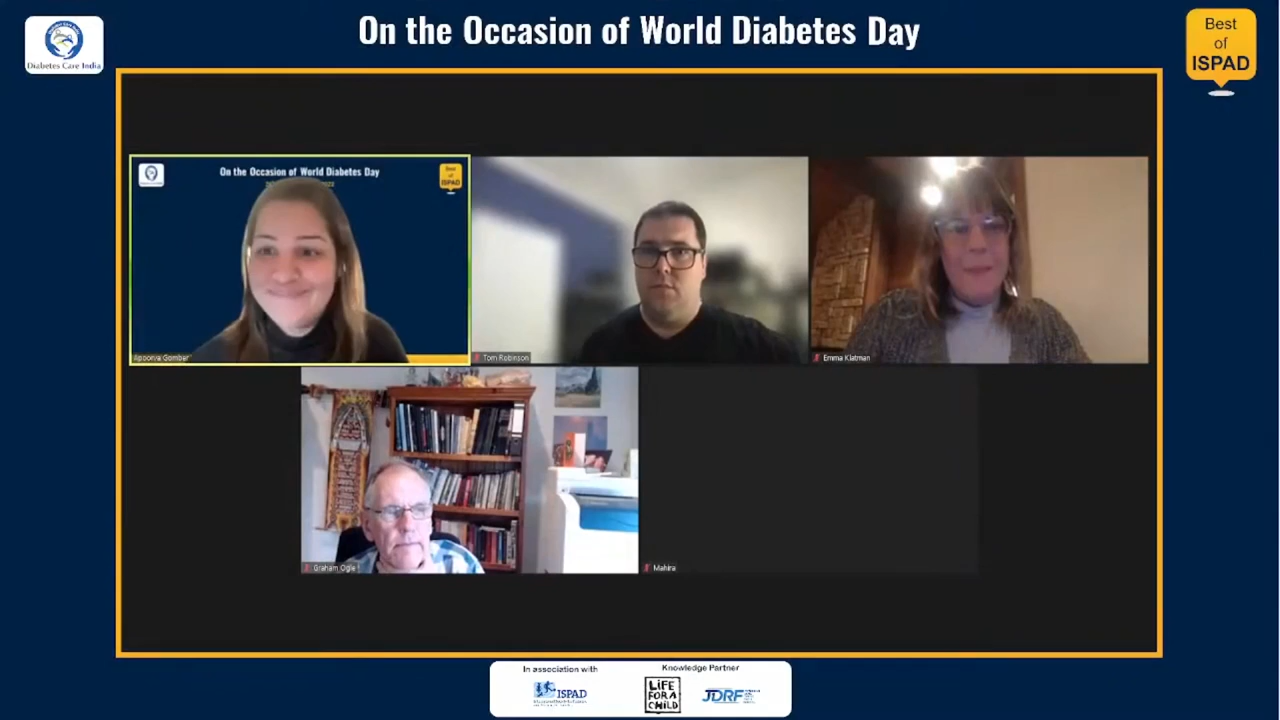 On the Occasion of World Diabetes Day
Diabetes Care India
Best
of
ISPAD
On the Occasion of World Diabetes Day
Best
of
ISPAD
Apoorva Gomber
Tom Robinson
Emma Klatman
Graham Ogle
Mahira
In association with
ISPAD
Knowledge Partner
LIFE
FOR A
CHILD
JDRF